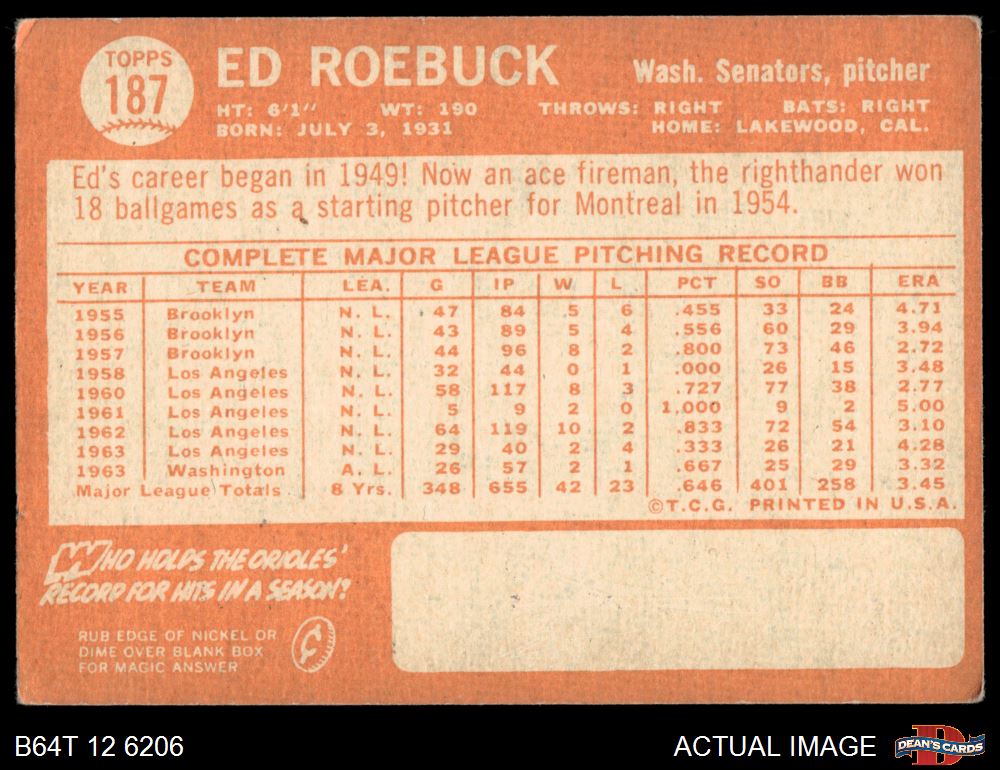 TOPPS
187
ED ROEBUCK
Wash. Senators, pitcher
HT: 6'1" WT: 190 THROWS: RIGHT BATS: RIGHT
BORN: JULY 3, 1931 HOME: LAKEWOOD, CAL.
Ed's career began in 1949! Now an ace fireman, the righthander won
18 ballgames as a starting pitcher for Montreal in 1954.
COMPLETE MAJOR LEAGUE PITCHING RECORD
YEAR TEAM LEA. G IP W L PCT SO BB ERA
1955 Brooklyn N. L. 47 84 5 6 .455 33 24 4.71
1956 Brooklyn N. L. 43 89 5 4 .556 60 29 3.94
1957 Brooklyn N. L. 44 96 8 2 .800 73 46 2.72
1958 Los Angeles N. L. 32 44 0 1 .000 26 15 3.48
1960 Los Angeles N. L. 58 117 8 3 .727 77 38 2.77
1961 Los Angeles N. L. 5 9 2 0 1.000 9 2 5.00
1962 Los Angeles N. L. 64 119 10 2 .833 72 54 3.10
1963 Los Angeles N. L. 29 40 2 4 .333 26 21 4.28
1963 Washington A. L. 26 57 2 1 .667 25 29 3.32
Major League Totals 8 Yrs. 348 655 42 23 .646 401 258 3.45
©T.C.G. PRINTED IN U.S.A.
WHO HOLDS THE ORIOLES'
RECORD FOR HITS IN A SEASON?
RUB EDGE OF NICKEL OR
DIME OVER BLANK BOX
FOR MAGIC ANSWER
B64T 12 6206
ACTUAL IMAGE
D
DEAN'S CARDS